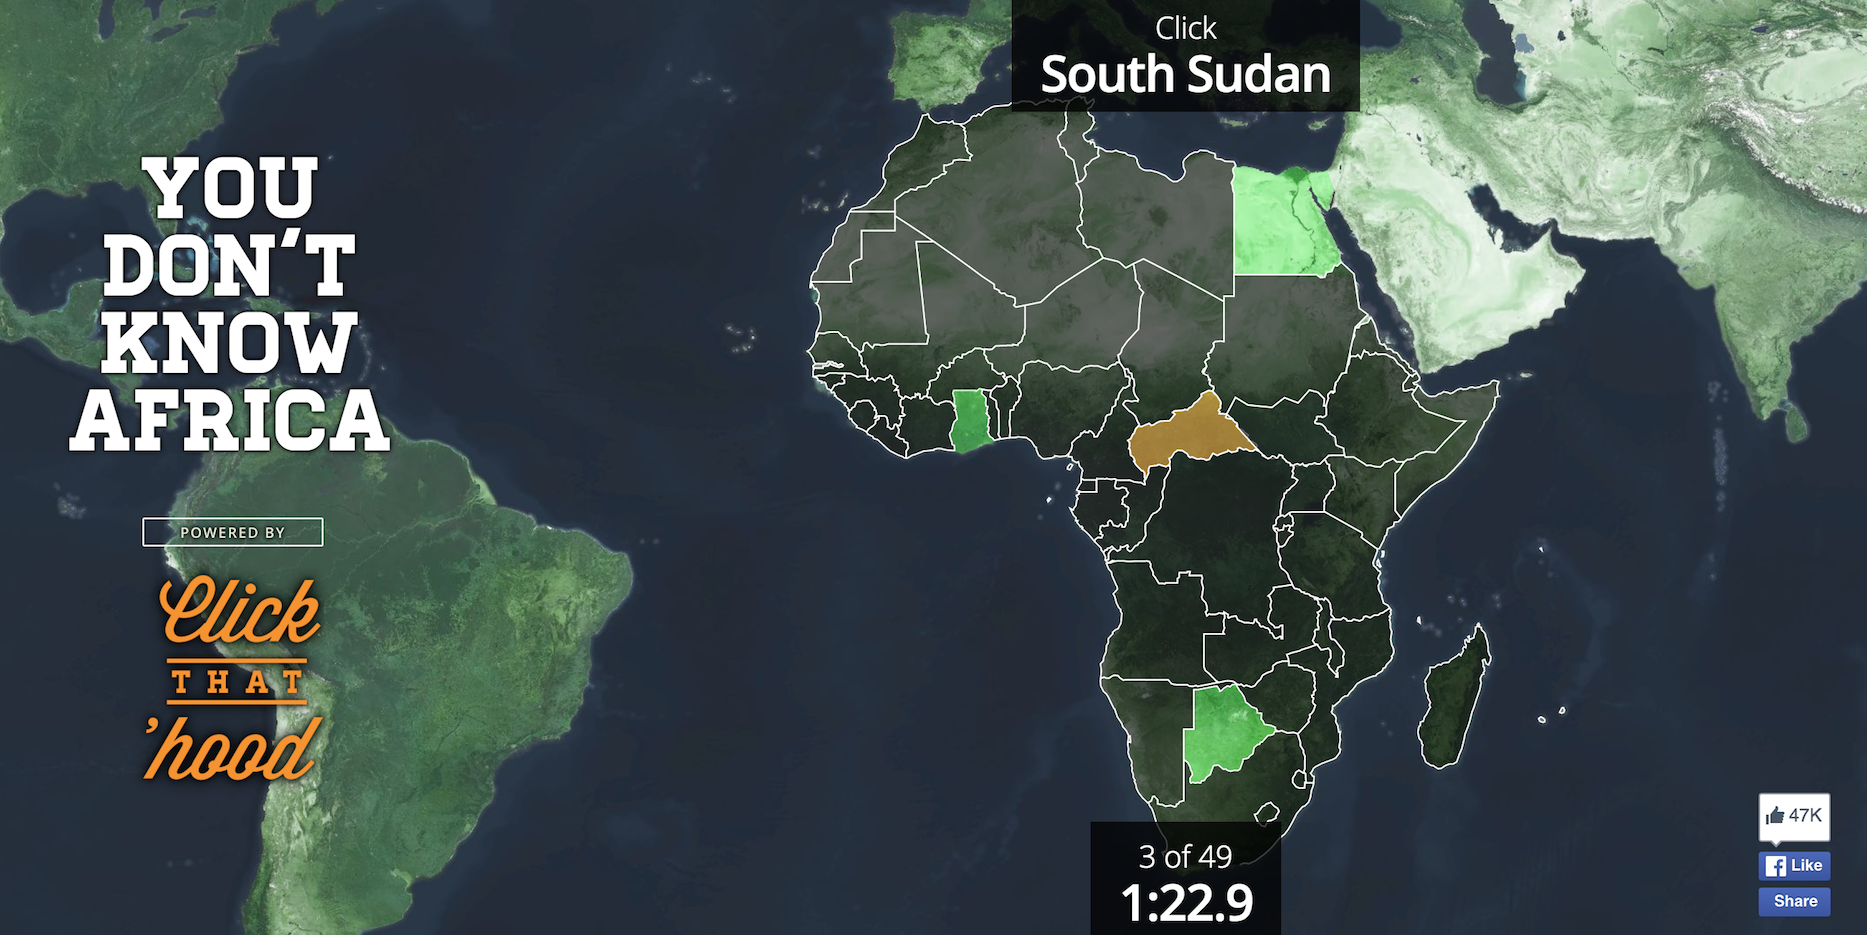 Click
South Sudan
YOU
DON'T
KNOW
AFRICA
POWERED BY
Click
THAT
'hood
3 of 49
1:22.9
47K
Like
Share